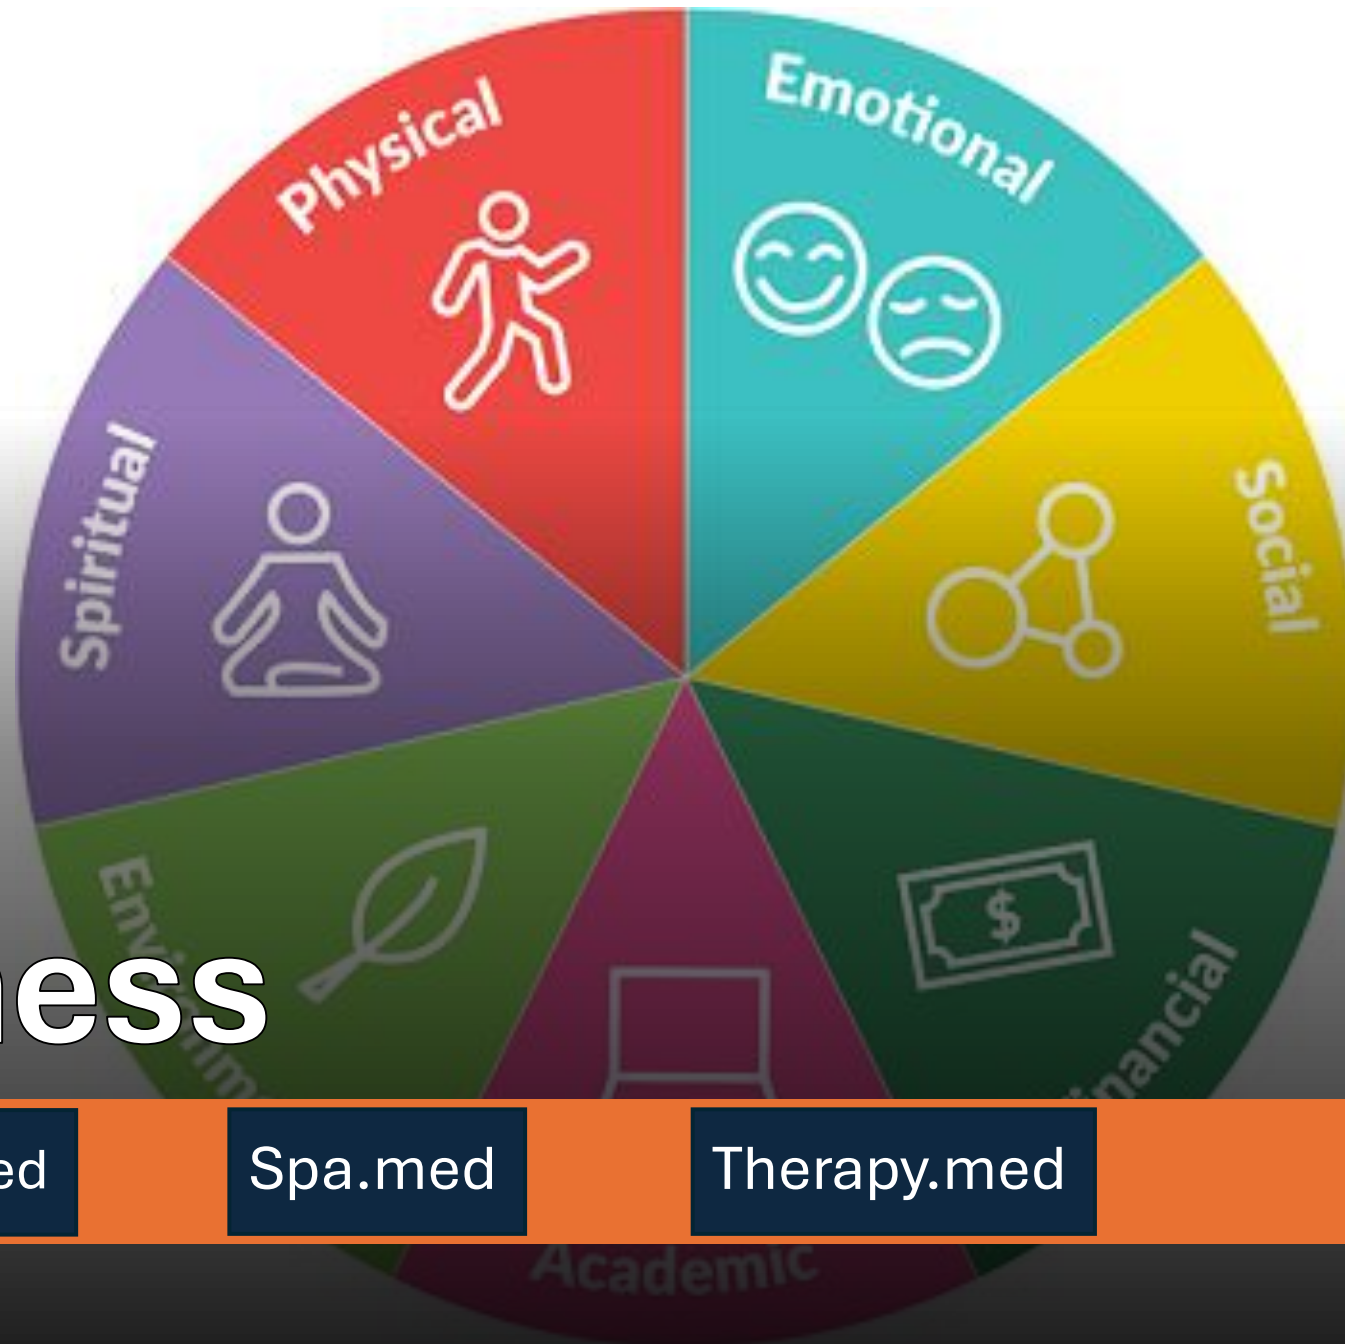 Physical
Emotional
Spiritual
Social
$
ness
ed
Spa.med
Therapy.med
Academic